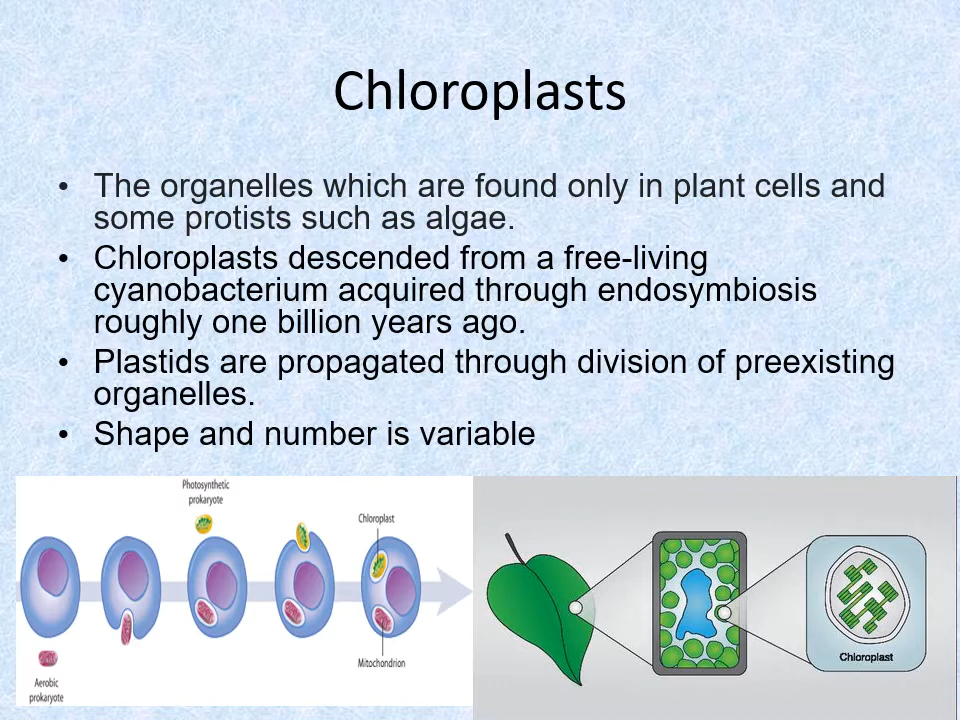 Chloroplasts
• The organelles which are found only in plant cells and
some protists such as algae.
• Chloroplasts descended from a free-living
cyanobacterium acquired through endosymbiosis
roughly one billion years ago.
• Plastids are propagated through division of preexisting
organelles.
• Shape and number is variable
Photosynthetic
prokaryote
Chloroplast
Mitochondrion
Aerobic
prokaryote
Chloroplast